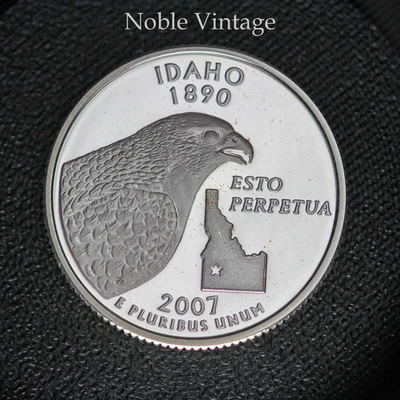 Noble Vintage
IDAHO
1890
ESTO
PERPETUA
2007
E PLURIBUS UNUM